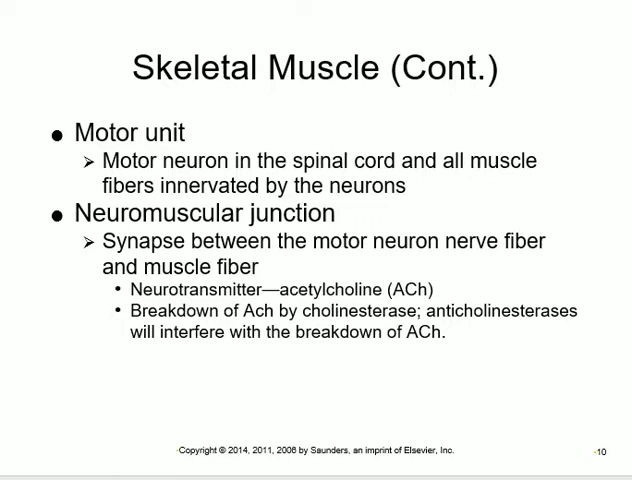 Skeletal Muscle (Cont.)
● Motor unit
➢ Motor neuron in the spinal cord and all muscle
fibers innervated by the neurons
● Neuromuscular junction
➢ Synapse between the motor neuron nerve fiber
and muscle fiber
• Neurotransmitter—acetylcholine (ACh)
• Breakdown of Ach by cholinesterase; anticholinesterases
will interfere with the breakdown of ACh.
•Copyright © 2014, 2011, 2006 by Saunders, an imprint of Elsevier, Inc.
•10